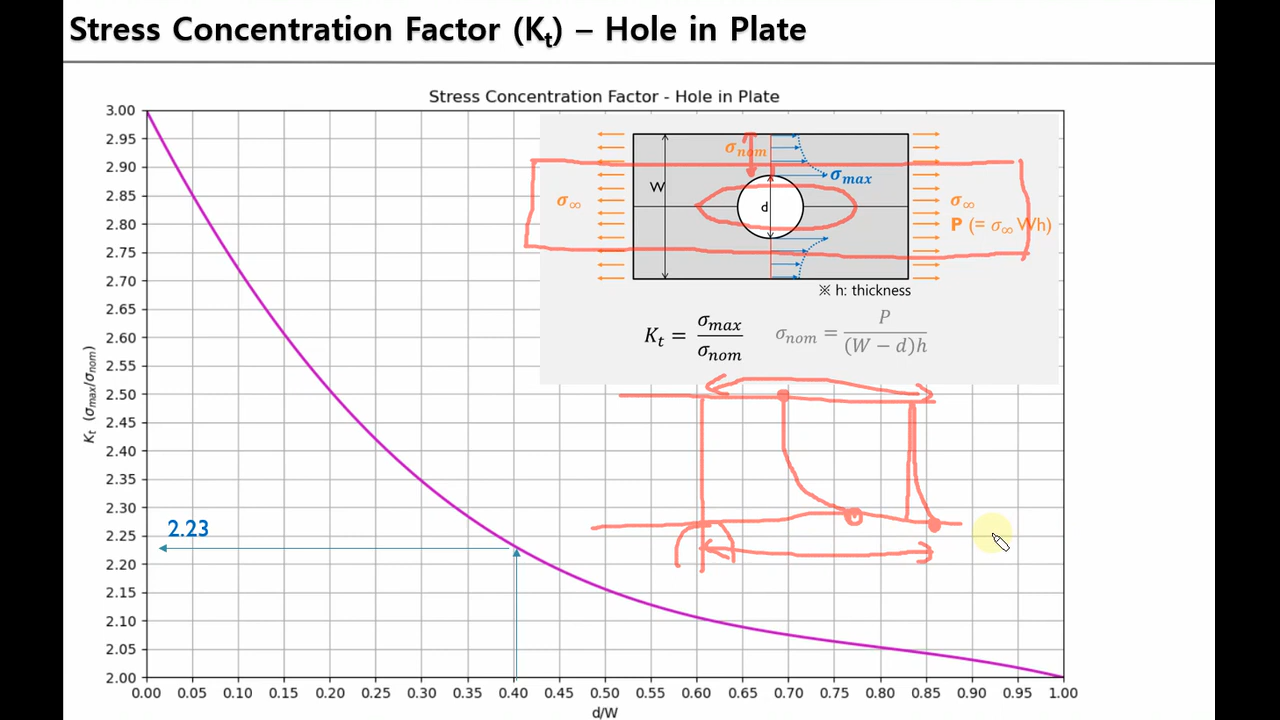 Stress Concentration Factor (Kt) – Hole in Plate
Stress Concentration Factor - Hole in Plate
3.00
2.95
2.90
2.85
2.80
2.75
2.70
2.65
2.60
2.55
2.50
2.45
2.40
2.35
2.30
2.25
2.20
2.15
2.10
2.05
2.00
Kt (σmax/σnom)
σnom
σmax
W
d
σ∞
σ∞
P (= σ∞ Wh)
※ h: thickness
Kt = σmax / σnom
σnom = P / (W − d)h
2.23
0.00 0.05 0.10 0.15 0.20 0.25 0.30 0.35 0.40 0.45 0.50 0.55 0.60 0.65 0.70 0.75 0.80 0.85 0.90 0.95 1.00
d/W